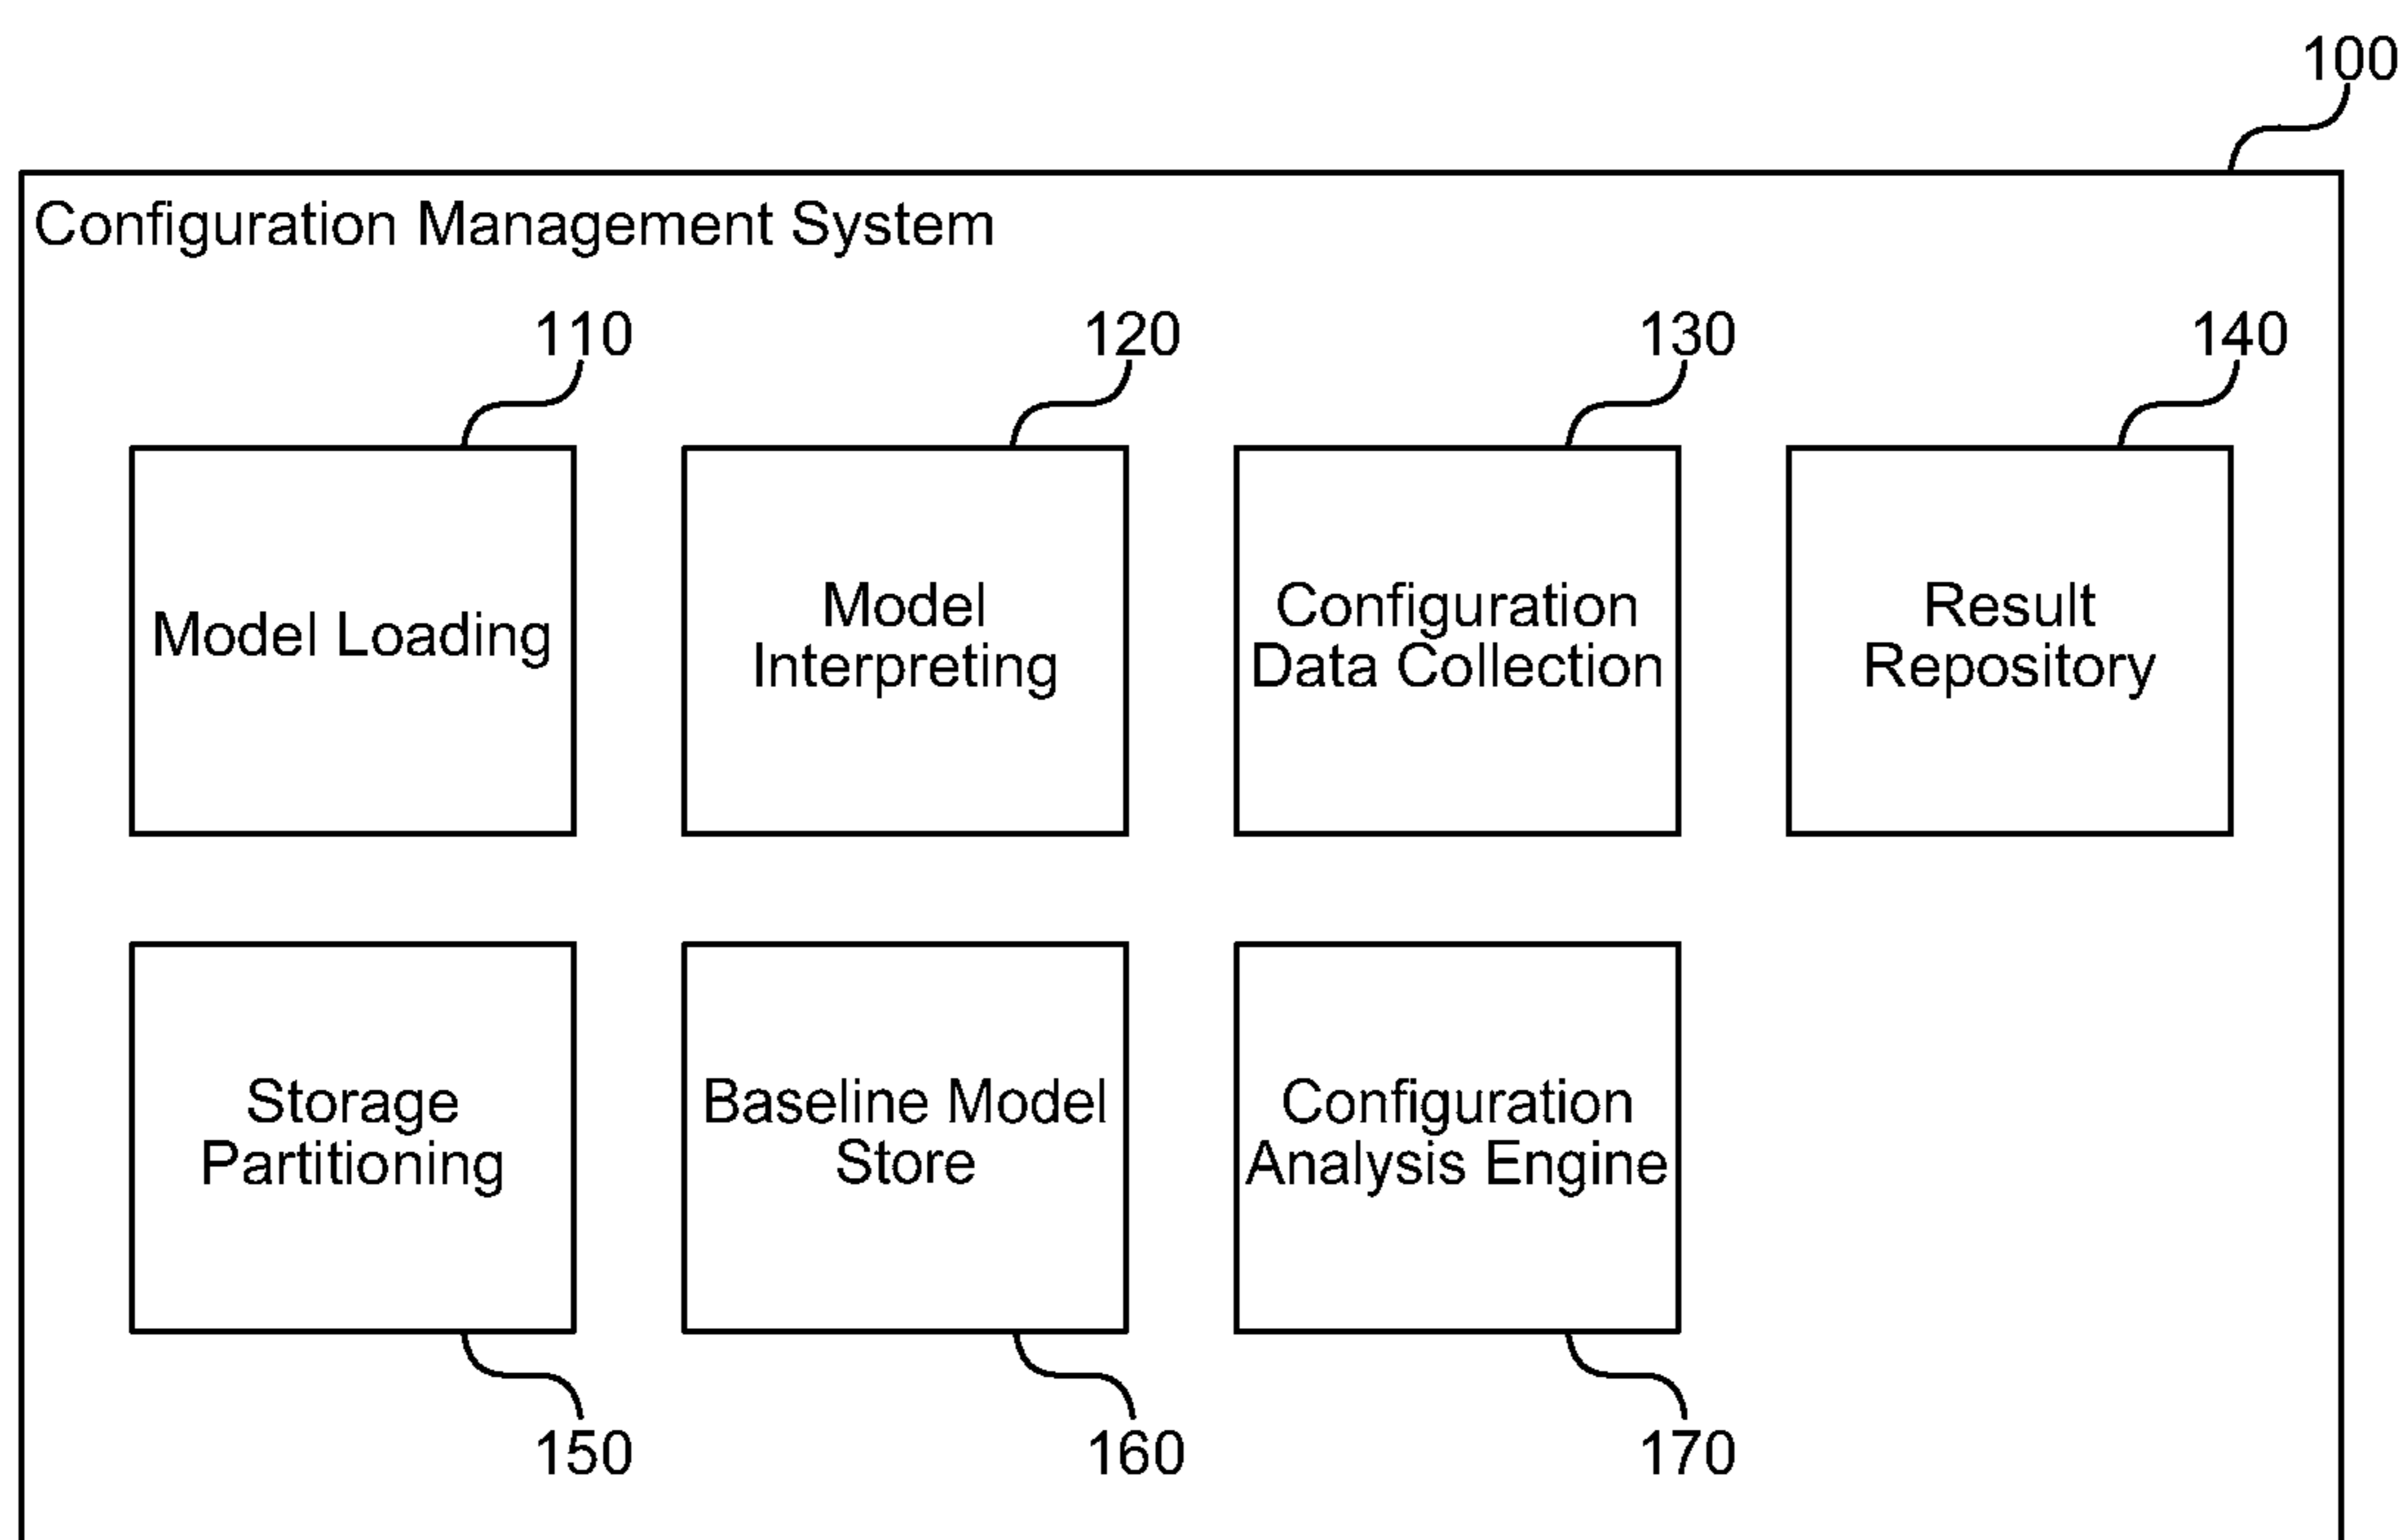 100
Configuration Management System
110
120
130
140
Model Loading
Model
Interpreting
Configuration
Data Collection
Result
Repository
Storage
Partitioning
Baseline Model
Store
Configuration
Analysis Engine
150
160
170